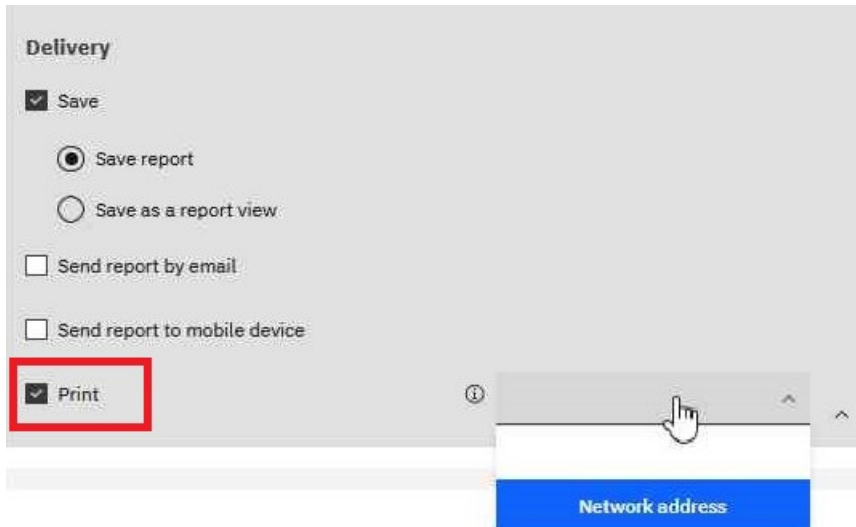 Delivery
Save
Save report
Save as a report view
Send report by email
Send report to mobile device
Print
Network address